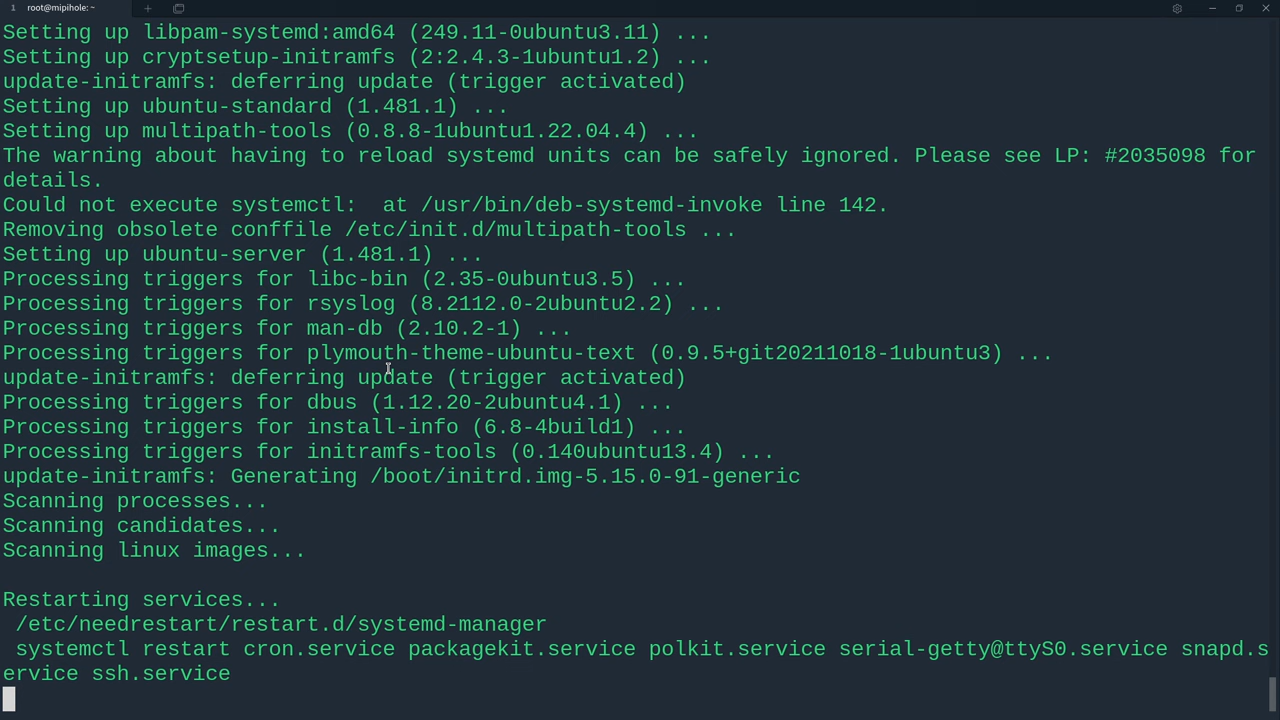 1 root@mipihole: ~
Setting up libpam-systemd:amd64 (249.11-0ubuntu3.11) ...
Setting up cryptsetup-initramfs (2:2.4.3-1ubuntu1.2) ...
update-initramfs: deferring update (trigger activated)
Setting up ubuntu-standard (1.481.1) ...
Setting up multipath-tools (0.8.8-1ubuntu1.22.04.4) ...
The warning about having to reload systemd units can be safely ignored. Please see LP: #2035098 for
details.
Could not execute systemctl:  at /usr/bin/deb-systemd-invoke line 142.
Removing obsolete conffile /etc/init.d/multipath-tools ...
Setting up ubuntu-server (1.481.1) ...
Processing triggers for libc-bin (2.35-0ubuntu3.5) ...
Processing triggers for rsyslog (8.2112.0-2ubuntu2.2) ...
Processing triggers for man-db (2.10.2-1) ...
Processing triggers for plymouth-theme-ubuntu-text (0.9.5+git20211018-1ubuntu3) ...
update-initramfs: deferring update (trigger activated)
Processing triggers for dbus (1.12.20-2ubuntu4.1) ...
Processing triggers for install-info (6.8-4build1) ...
Processing triggers for initramfs-tools (0.140ubuntu13.4) ...
update-initramfs: Generating /boot/initrd.img-5.15.0-91-generic
Scanning processes...
Scanning candidates...
Scanning linux images...
Restarting services...
 /etc/needrestart/restart.d/systemd-manager
 systemctl restart cron.service packagekit.service polkit.service serial-getty@ttyS0.service snapd.s
ervice ssh.service